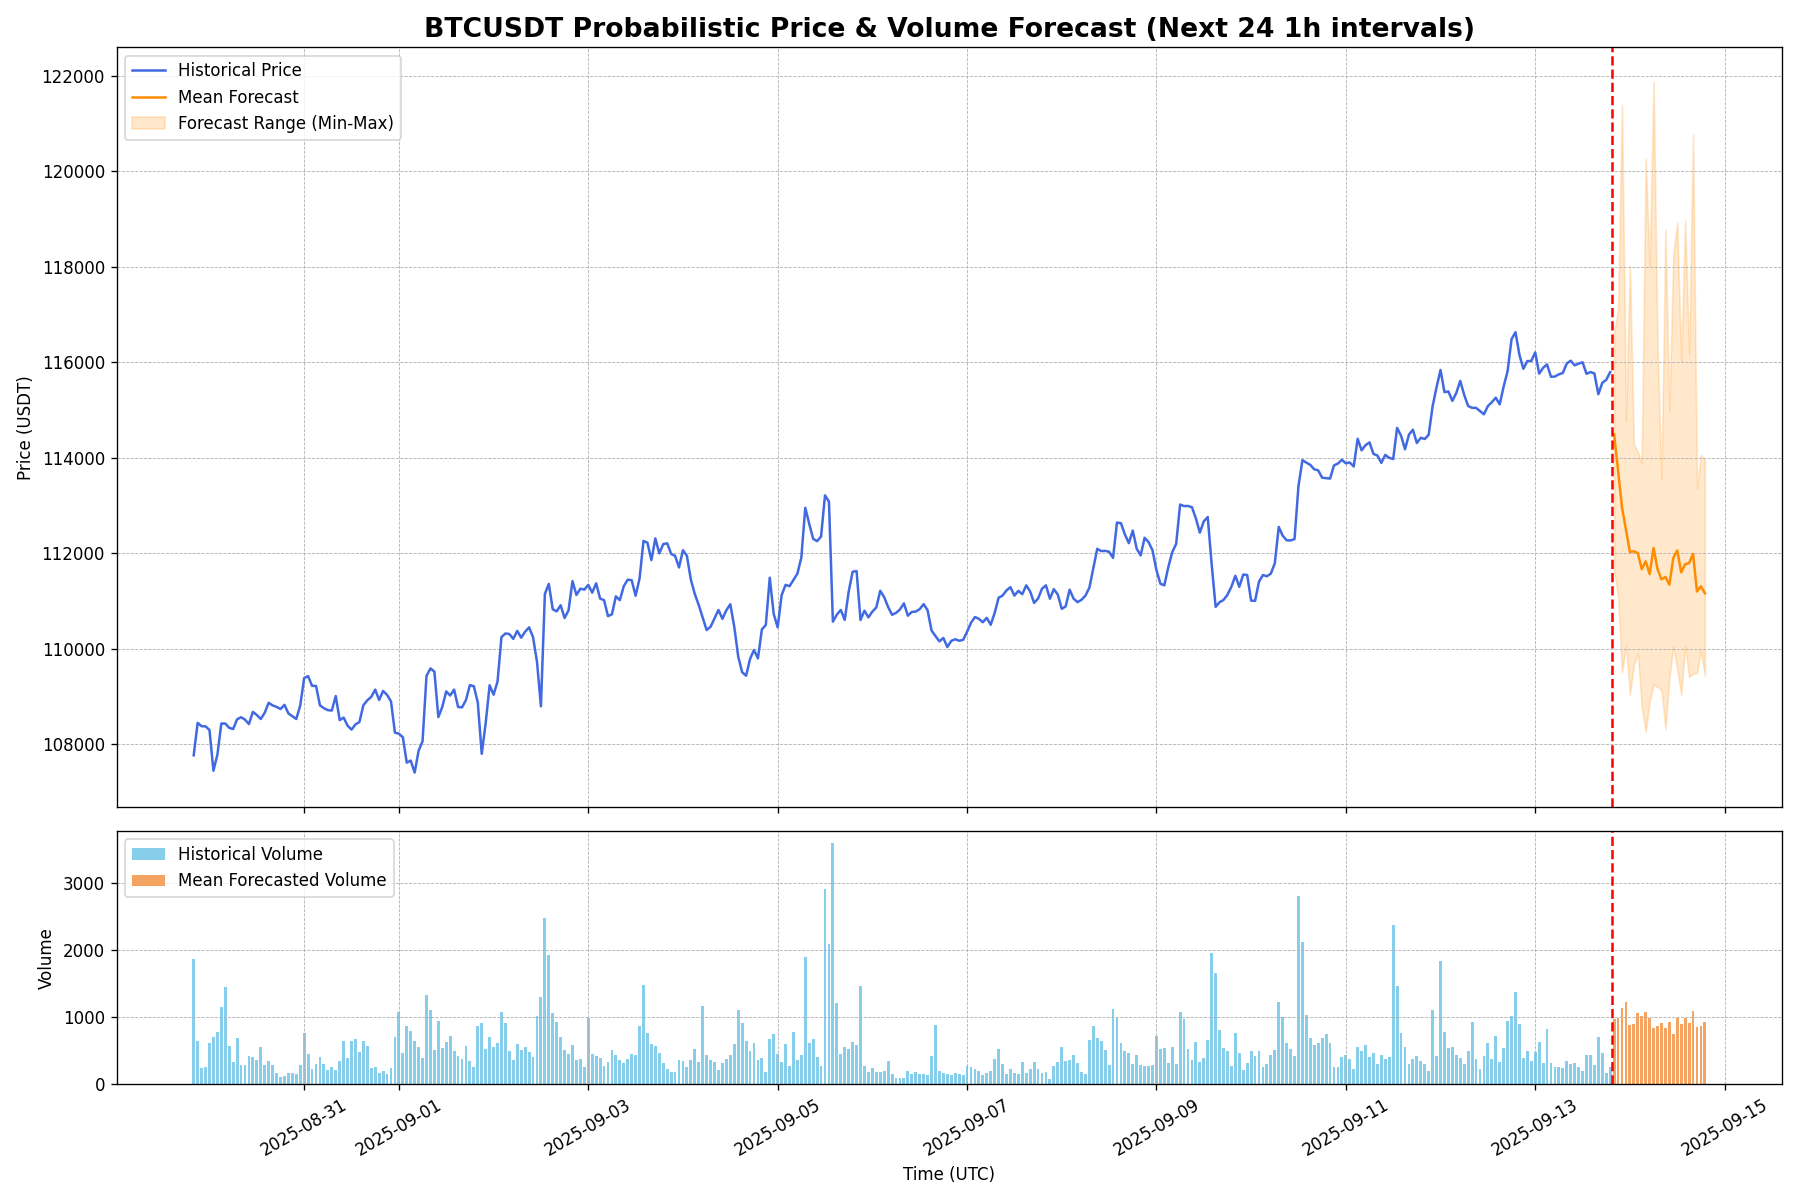 BTCUSDT Probabilistic Price & Volume Forecast (Next 24 1h intervals)
Historical Price
Mean Forecast
Forecast Range (Min-Max)
122000
120000
118000
116000
114000
112000
110000
108000
Price (USDT)
Historical Volume
Mean Forecasted Volume
3000
2000
1000
0
Volume
2025-08-31
2025-09-01
2025-09-03
2025-09-05
2025-09-07
2025-09-09
2025-09-11
2025-09-13
2025-09-15
Time (UTC)